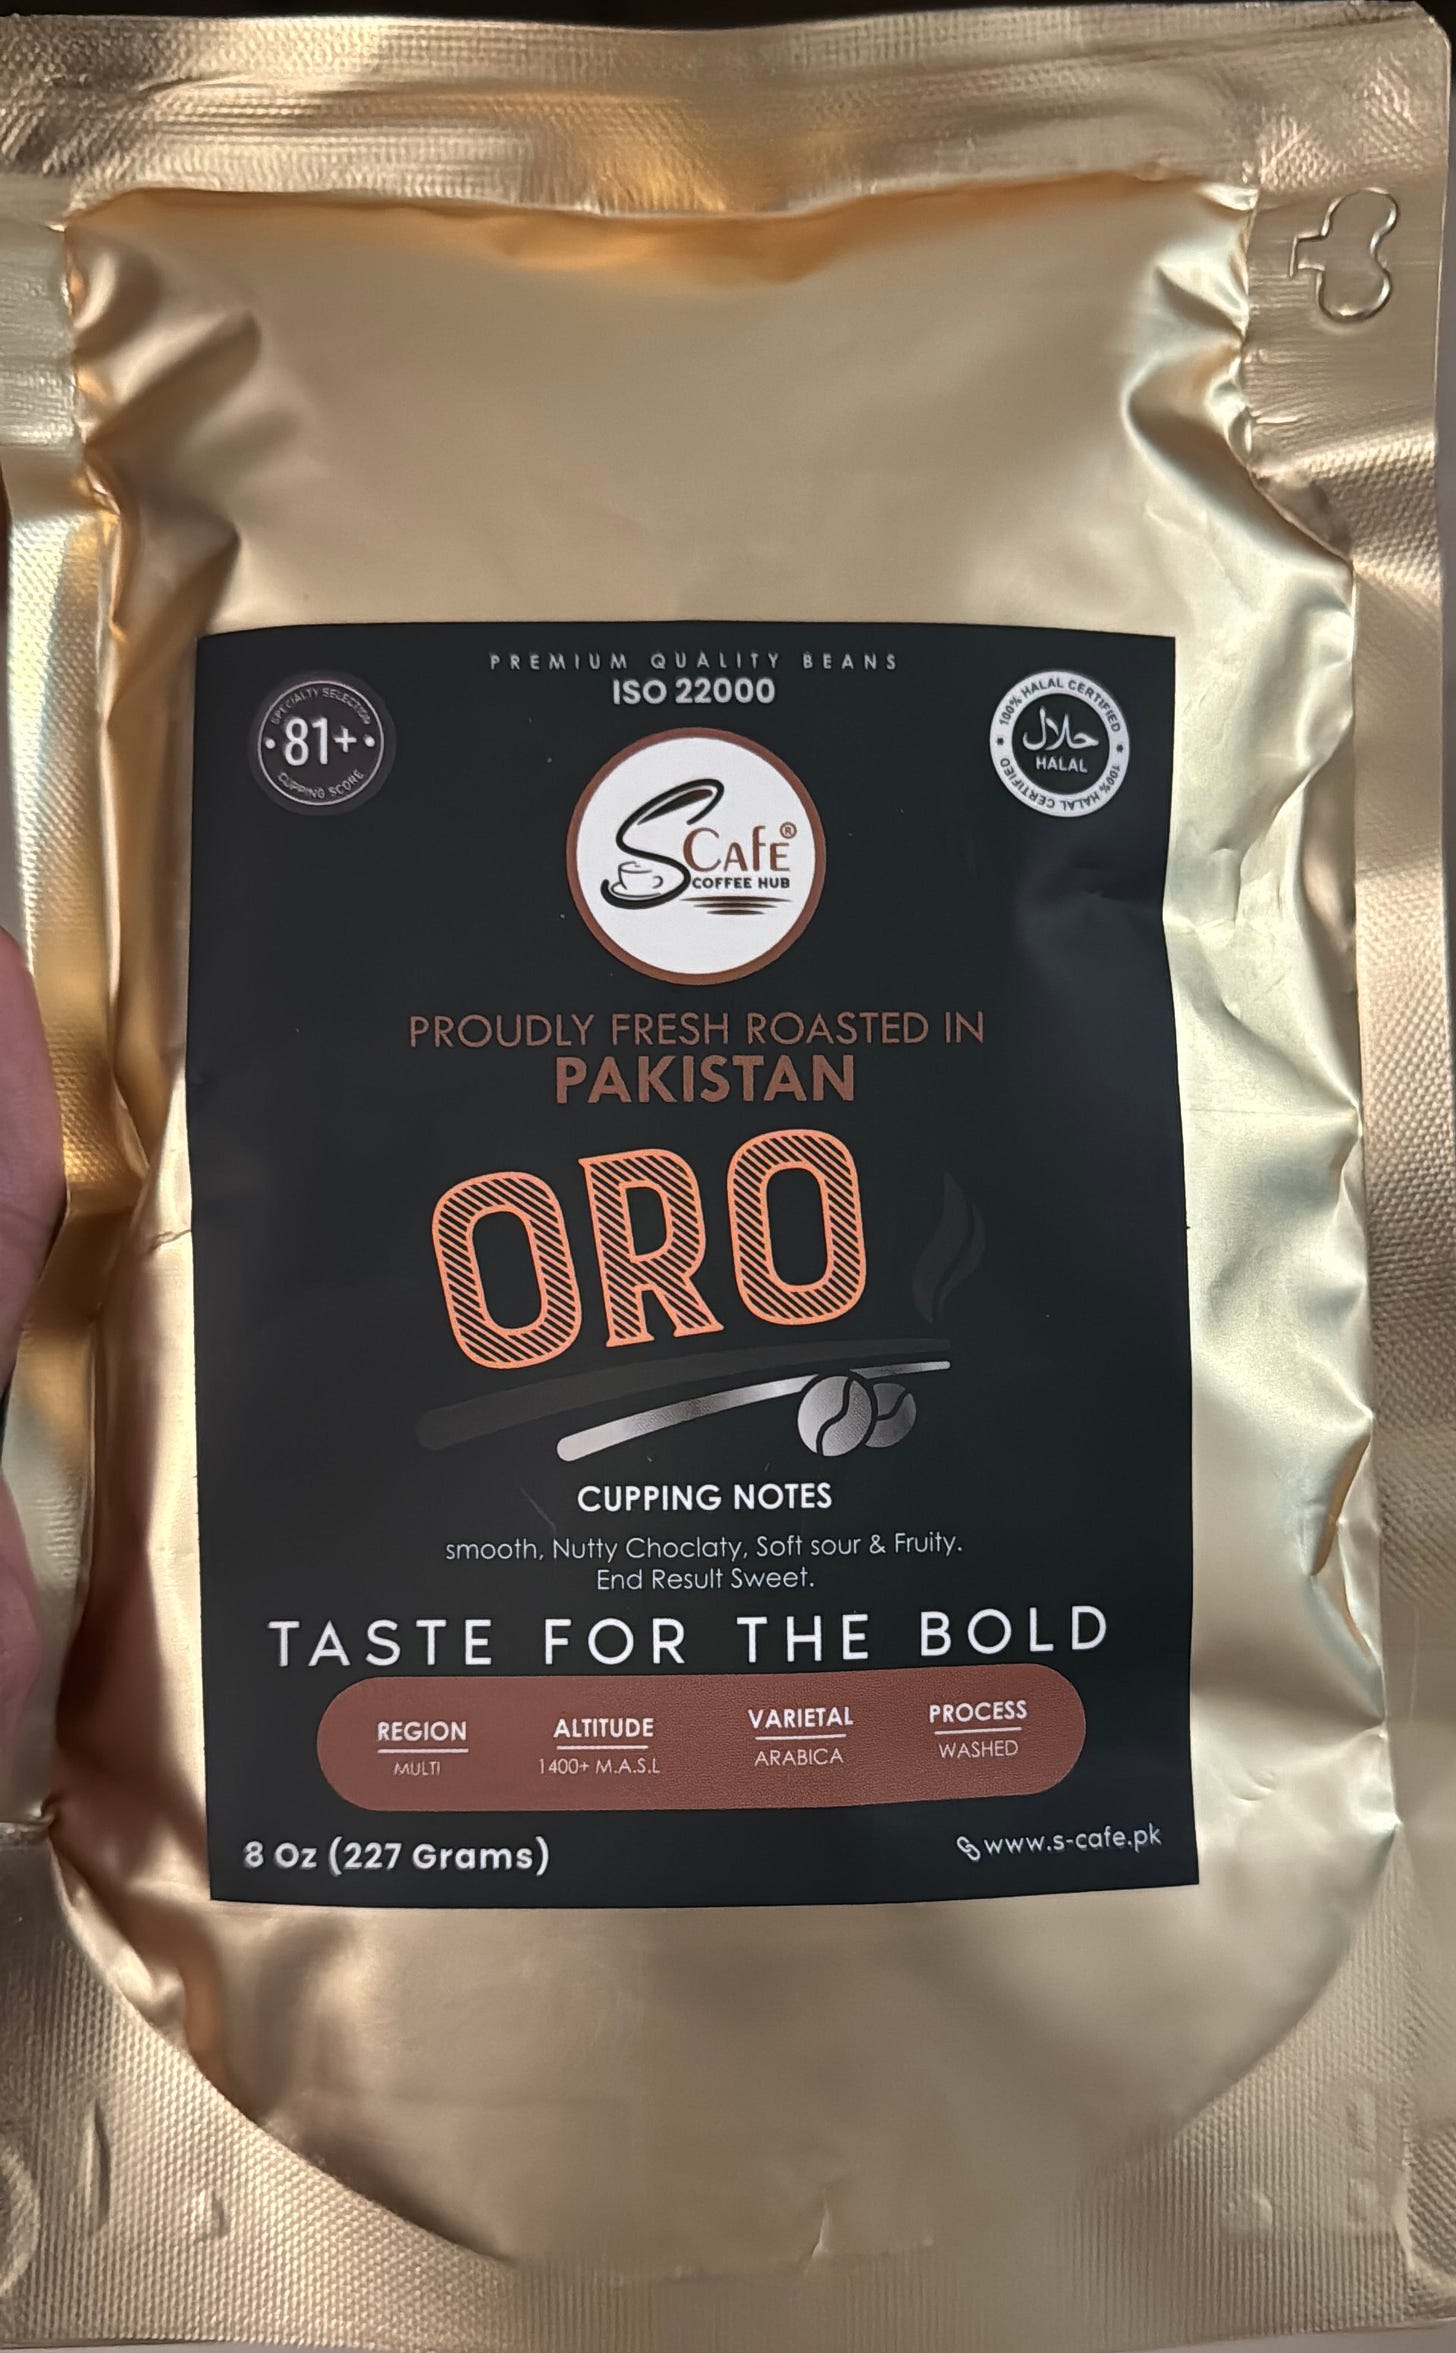 PREMIUM QUALITY BEANS
ISO 22000
SPECIALTY SELECTION
81+
CUPPING SCORE
100% HALAL CERTIFIED
حلال
HALAL
100% HALAL CERTIFIED
S CAFE®
COFFEE HUB
PROUDLY FRESH ROASTED IN
PAKISTAN
ORO
CUPPING NOTES
smooth, Nutty Choclaty, Soft sour & Fruity.
End Result Sweet.
TASTE FOR THE BOLD
REGION
MULTI
ALTITUDE
1400+ M.A.S.L
VARIETAL
ARABICA
PROCESS
WASHED
8 Oz (227 Grams)
www.s-cafe.pk